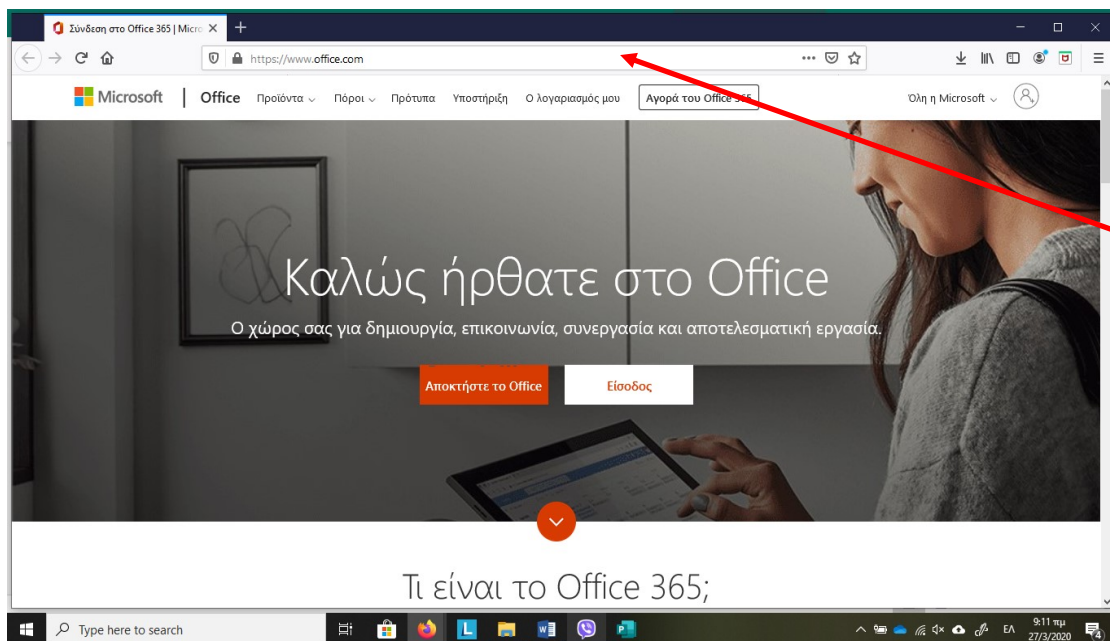 Σύνδεση στο Office 365 | Micro
https://www.office.com
Microsoft | Office Προϊόντα Πόροι Πρότυπα Υποστήριξη Ο λογαριασμός μου Αγορά του Office 365 Όλη η Microsoft
Καλώς ήρθατε στο Office
Ο χώρος σας για δημιουργία, επικοινωνία, συνεργασία και αποτελεσματική εργασία.
Αποκτήστε το Office Είσοδος
Τι είναι το Office 365;
Type here to search
ΕΛ
9:11 πμ
27/3/2020